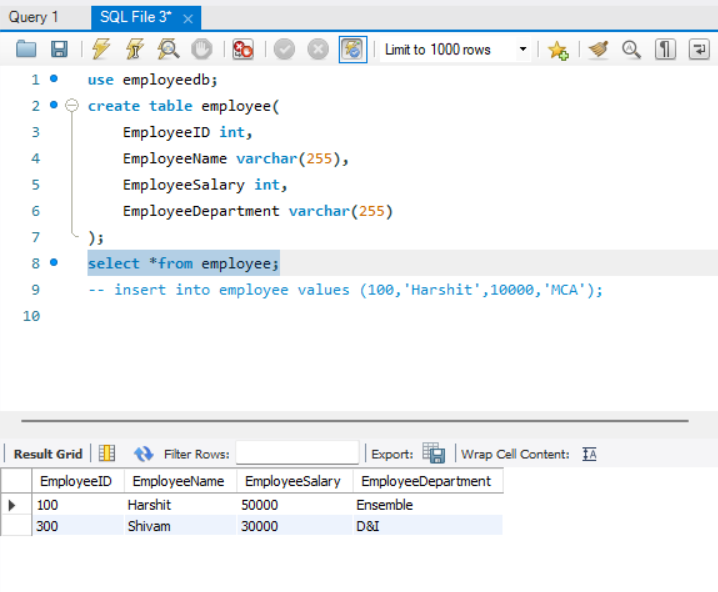 Query 1 SQL File 3*
Limit to 1000 rows
1 use employeedb;
2 create table employee(
3 EmployeeID int,
4 EmployeeName varchar(255),
5 EmployeeSalary int,
6 EmployeeDepartment varchar(255)
7 );
8 select *from employee;
9 -- insert into employee values (100,'Harshit',10000,'MCA');
10
Result Grid Filter Rows: Export: Wrap Cell Content:
EmployeeID EmployeeName EmployeeSalary EmployeeDepartment
100 Harshit 50000 Ensemble
300 Shivam 30000 D&I